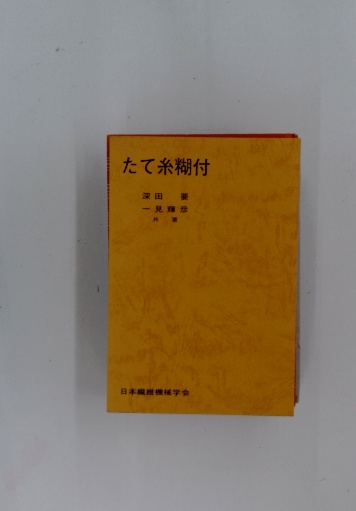 たて糸糊付
深田 要
一見輝彦
共著
日本繊維機械学会